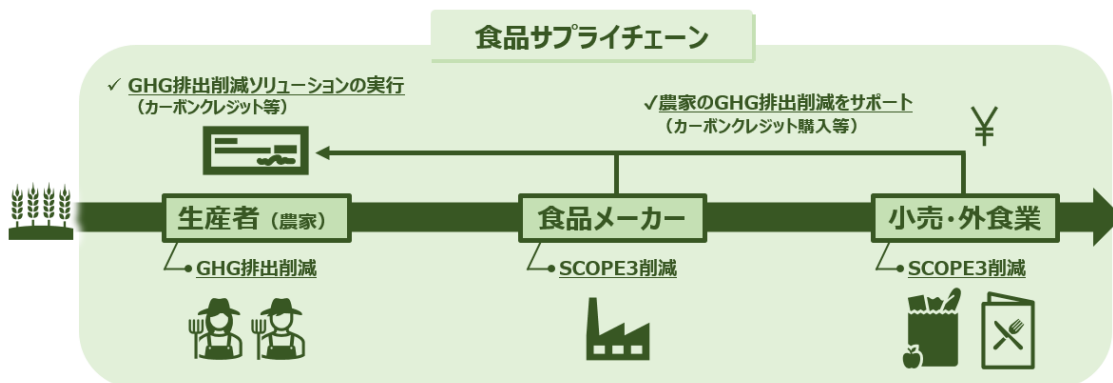 食品サプライチェーン
✓ GHG排出削減ソリューションの実行
（カーボンクレジット等）
✓農家のGHG排出削減をサポート
（カーボンクレジット購入等）
¥
生産者（農家）
食品メーカー
小売・外食業
GHG排出削減
SCOPE3削減
SCOPE3削減